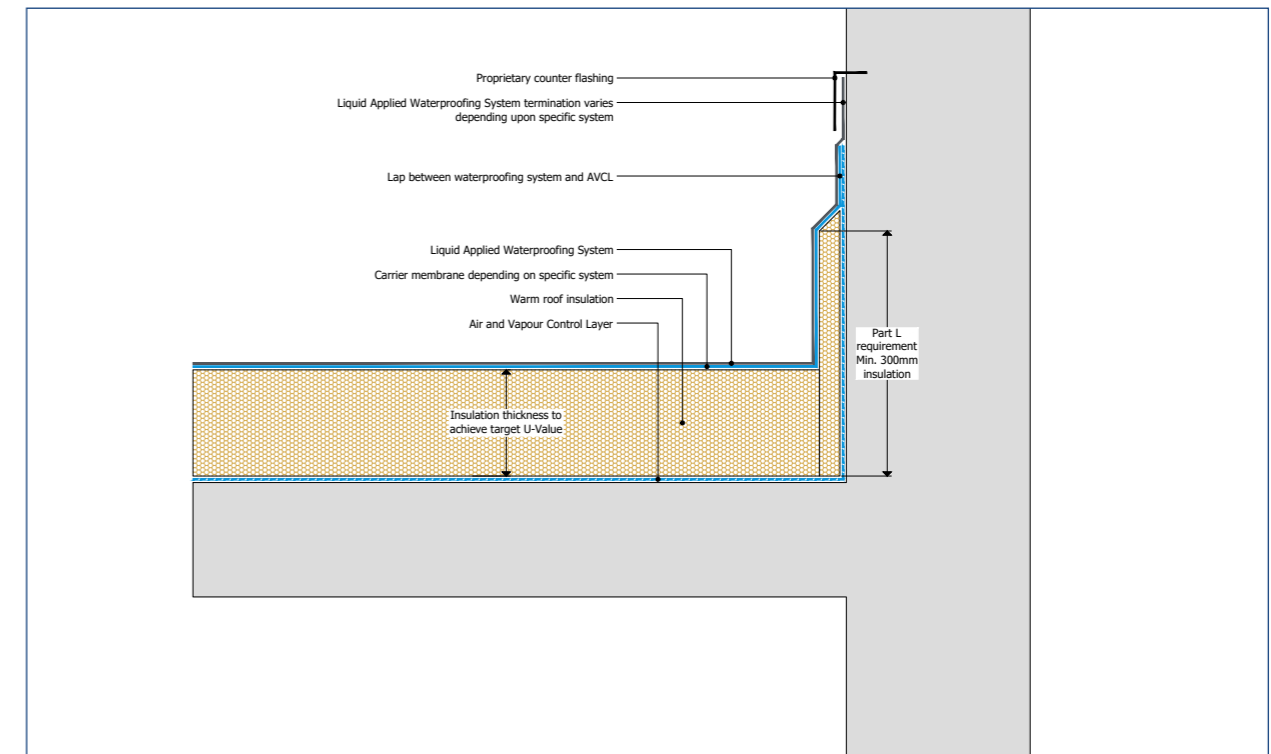 Proprietary counter flashing
Liquid Applied Waterproofing System termination varies
depending upon specific system
Lap between waterproofing system and AVCL
Liquid Applied Waterproofing System
Carrier membrane depending on specific system
Warm roof insulation
Air and Vapour Control Layer
Part L
requirement
Min. 300mm
insulation
Insulation thickness to
achieve target U-Value